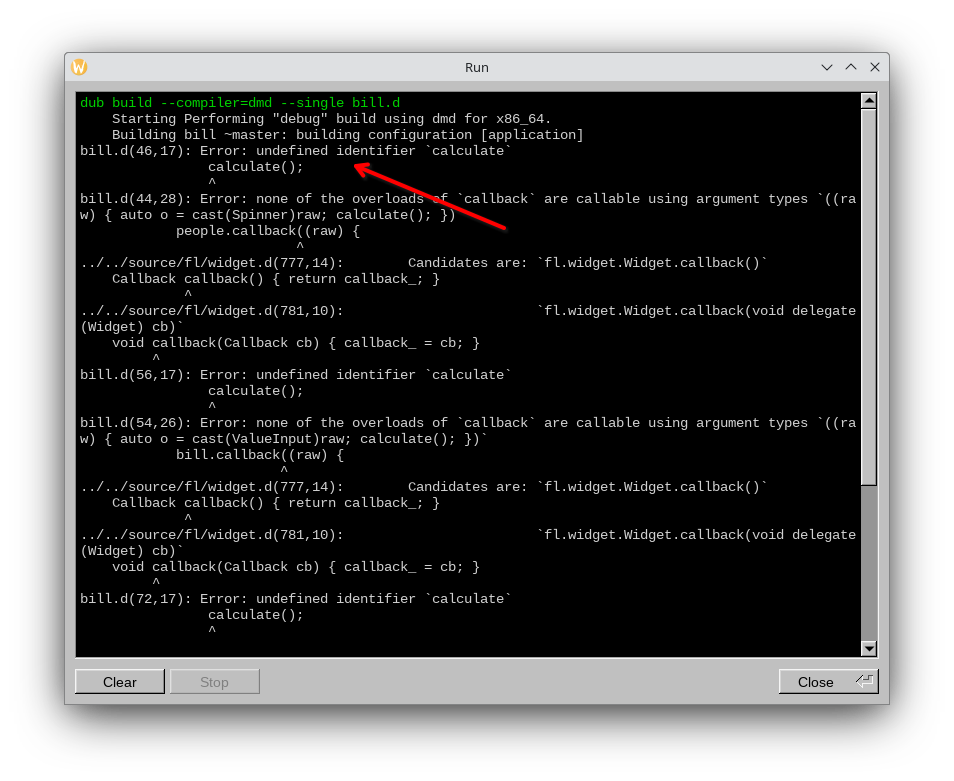 Run
dub build --compiler=dmd --single bill.d
    Starting Performing "debug" build using dmd for x86_64.
    Building bill ~master: building configuration [application]
bill.d(46,17): Error: undefined identifier `calculate`
                calculate();
                ^
bill.d(44,28): Error: none of the overloads of `callback` are callable using argument types `((ra
w) { auto o = cast(Spinner)raw; calculate(); })
            people.callback((raw) {
                           ^
../../source/fl/widget.d(777,14):        Candidates are: `fl.widget.Widget.callback()`
    Callback callback() { return callback_; }
             ^
../../source/fl/widget.d(781,10):                        `fl.widget.Widget.callback(void delegate
(Widget) cb)`
    void callback(Callback cb) { callback_ = cb; }
         ^
bill.d(56,17): Error: undefined identifier `calculate`
                calculate();
                ^
bill.d(54,26): Error: none of the overloads of `callback` are callable using argument types `((ra
w) { auto o = cast(ValueInput)raw; calculate(); })`
            bill.callback((raw) {
                         ^
../../source/fl/widget.d(777,14):        Candidates are: `fl.widget.Widget.callback()`
    Callback callback() { return callback_; }
             ^
../../source/fl/widget.d(781,10):                        `fl.widget.Widget.callback(void delegate
(Widget) cb)`
    void callback(Callback cb) { callback_ = cb; }
         ^
bill.d(72,17): Error: undefined identifier `calculate`
                calculate();
                ^
Clear Stop Close